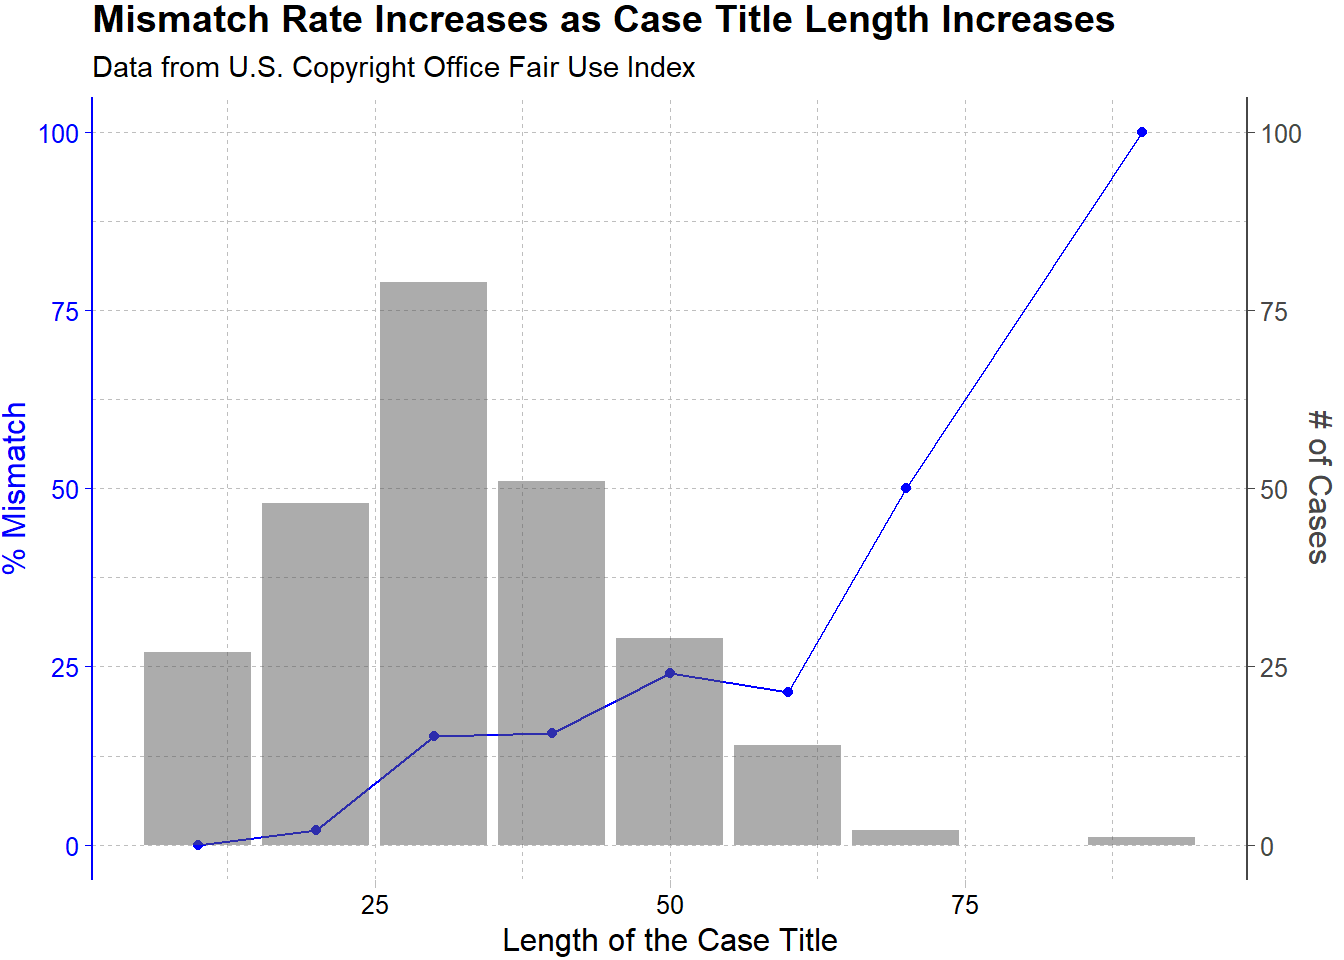 Mismatch Rate Increases as Case Title Length Increases
Data from U.S. Copyright Office Fair Use Index
% Mismatch
100
75
50
25
0
100
75
50
25
0
# of Cases
25 50 75
Length of the Case Title